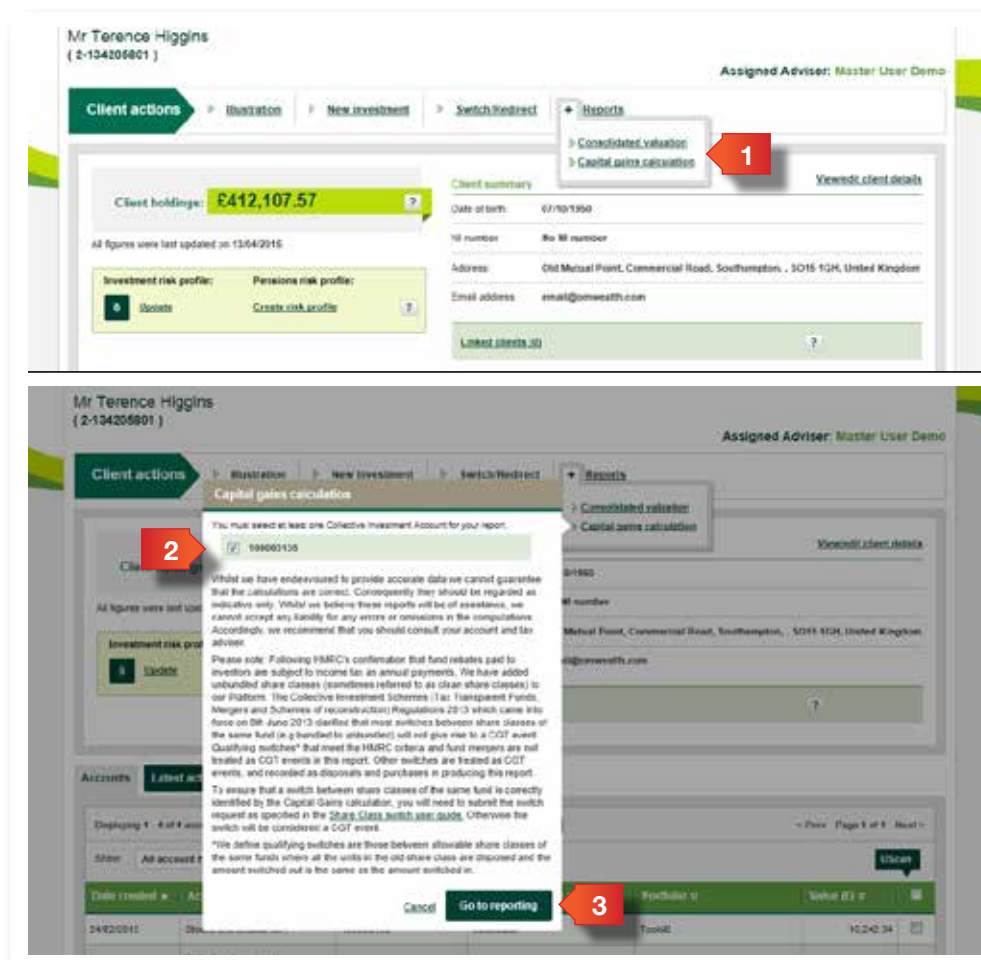 Mr Terence Higgins
( 2-134205801 )
Assigned Adviser: Master User Demo
Client actions
Illustration
New investment
Switch/Redirect
+ Reports
Consolidated valuation
Capital gains calculation
1
Client holdings: £412,107.57 ?
All figures were last updated on 13/04/2015
Investment risk profile: Pensions risk profile:
6 Update Create risk profile ?
Client summary View/edit client details
Date of birth 07/10/1950
NI number No NI number
Address Old Mutual Point, Commercial Road, Southampton, , SO15 1GH, United Kingdom
Email address email@omwealth.com
?
Mr Terence Higgins
( 2-134205801 )
Assigned Adviser: Master User Demo
Client actions
Illustration
New investment
Switch/Redirect
+ Reports
Consolidated valuation
Capital gains calculation
View/edit client details
Capital gains calculation
You must select at least one Collective Investment Account for your report.
2
Whilst we have endeavoured to provide accurate data we cannot guarantee
that the calculations are correct. Consequently they should be regarded as
indicative only. Whilst we believe these reports will be of assistance, we
cannot accept any liability for any errors or omissions in the computations.
Accordingly, we recommend that you should consult your account and tax
adviser.
Please note: Following HMRC's confirmation that fund rebates paid to
investors are subject to income tax as annual payments. We have added
unbundled share classes (sometimes referred to as clean share classes) to
our Platform. The Collective Investment Schemes (Tax Transparent Funds,
Mergers and Schemes of reconstruction) Regulations 2013 which came into
force on 8th June 2013 clarified that most switches between share classes of
the same fund (e.g bundled to unbundled) will not give rise to a CGT event.
Qualifying switches* that meet the HMRC criteria and fund mergers are not
treated as CGT events in this report. Other switches are treated as CGT
events, and recorded as disposals and purchases in producing this report.
To ensure that a switch between share classes of the same fund is correctly
identified by the Capital Gains calculation, you will need to submit the switch
request as specified in the Share Class switch user guide. Otherwise the
switch will be considered a CGT event.
*We define qualifying switches are those between allowable share classes of
the same funds where all the units in the old share class are disposed and the
amount switched out is the same as the amount switched in.
Cancel Go to reporting
3
Accounts
< Prev Page 1 of 1 Next >
Show:
Date created
Portfolio
Value (£)
10,242.34